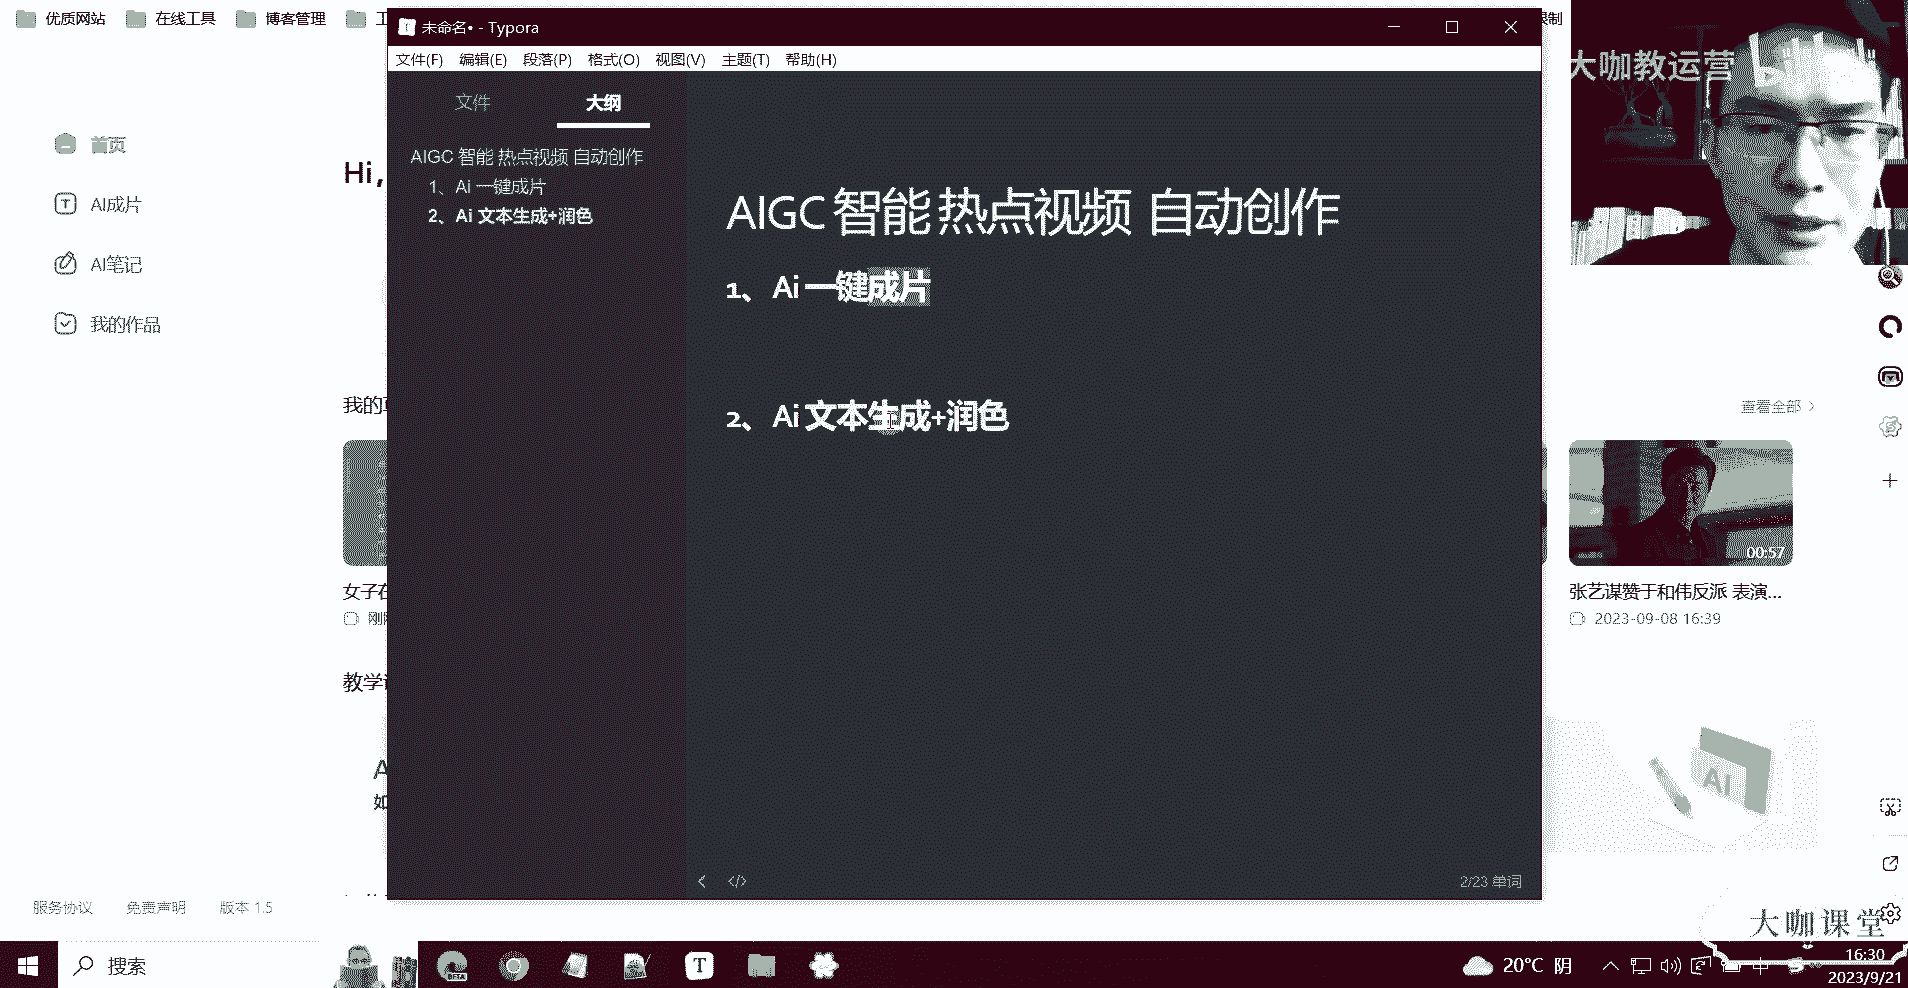 优质网站
在线工具
博客管理
未命名• - Typora
大咖教运营
文件(F) 编辑(E) 段落(P) 格式(O) 视图(V) 主题(T) 帮助(H)
文件 大纲
AIGC 智能 热点视频 自动创作
1、Ai 一键成片
2、Ai 文本生成+润色
AIGC 智能 热点视频 自动创作
1、 Ai 一键成片
2、 Ai 文本生成+润色
2/23 单词
首页
AI成片
AI笔记
我的作品
Hi,
我的
查看全部 >
女子在
00:57
张艺谋赞于和伟反派 表演...
2023-09-08 16:39
教学
AI
如
服务协议 免责声明 版本 1.5
大咖课堂
搜索
BETA
T
20°C 阴
中
16:30
2023/9/21